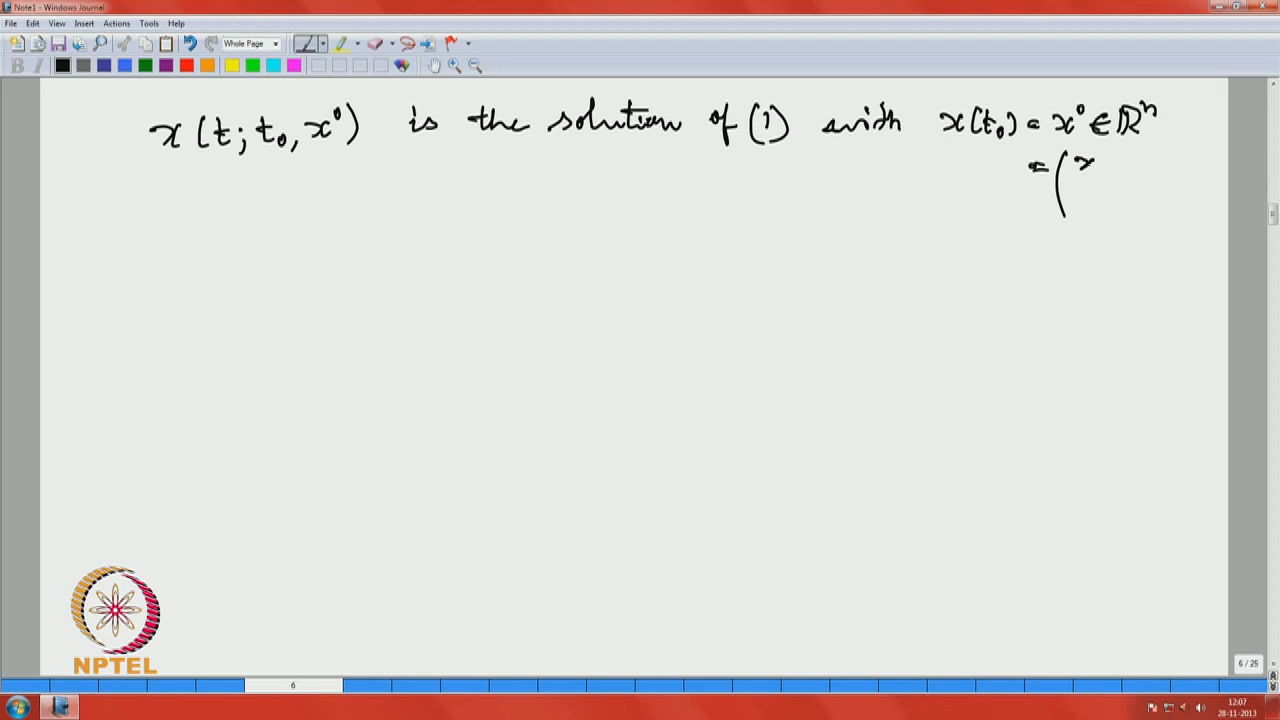 Note1 - Windows Journal
File Edit View Insert Actions Tools Help
Whole Page
B I
x(t; t₀, x⁰) is the solution of (1) with x(t₀) = x⁰ ∈ ℝⁿ
= ( x
NPTEL
6 / 25
6
12:07
28-11-2013